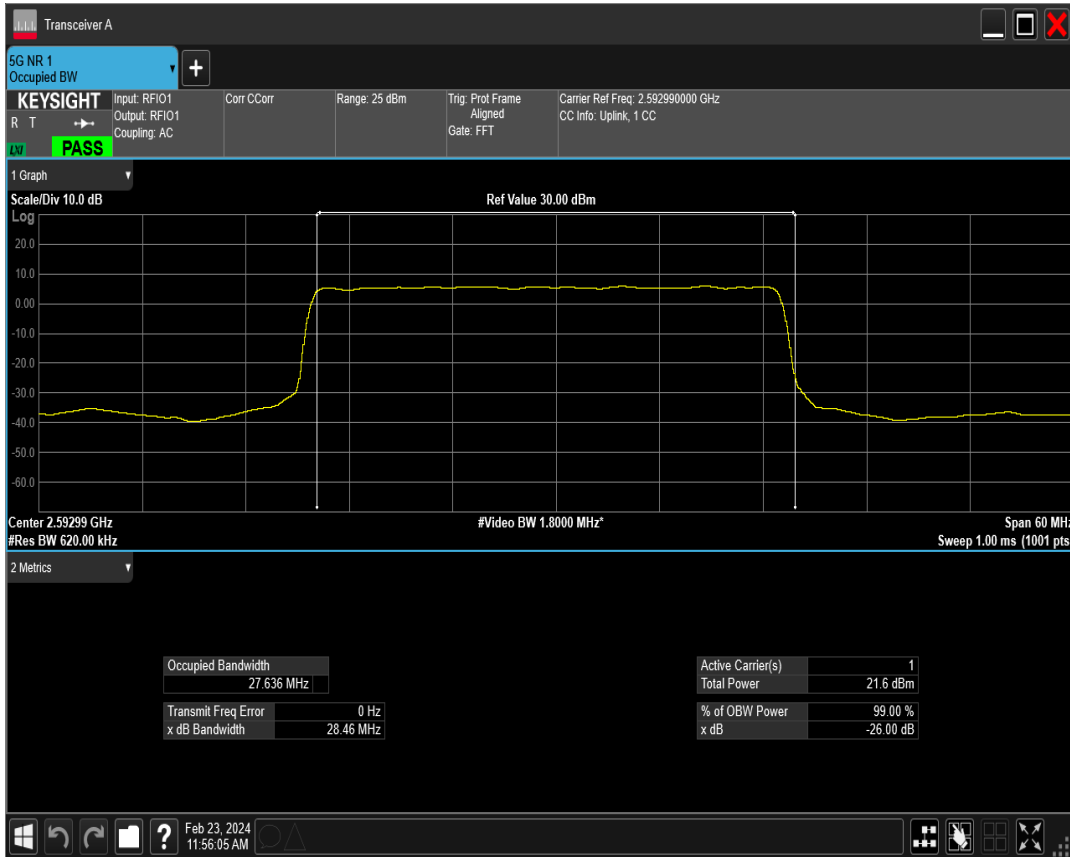 Transceiver A
5G NR 1
Occupied BW
KEYSIGHT
R T
LXI
PASS
Input: RFIO1
Output: RFIO1
Coupling: AC
Corr CCorr
Range: 25 dBm
Trig: Prot Frame
Aligned
Gate: FFT
Carrier Ref Freq: 2.592990000 GHz
CC Info: Uplink, 1 CC
1 Graph
Scale/Div 10.0 dB
Ref Value 30.00 dBm
Log
20.0
10.0
0.00
-10.0
-20.0
-30.0
-40.0
-50.0
-60.0
Center 2.59299 GHz
#Video BW 1.8000 MHz*
Span 60 MHz
#Res BW 620.00 kHz
Sweep 1.00 ms (1001 pts
2 Metrics
Occupied Bandwidth
27.636 MHz
Transmit Freq Error 0 Hz
x dB Bandwidth 28.46 MHz
Active Carrier(s) 1
Total Power 21.6 dBm
% of OBW Power 99.00 %
x dB -26.00 dB
?
Feb 23, 2024
11:56:05 AM